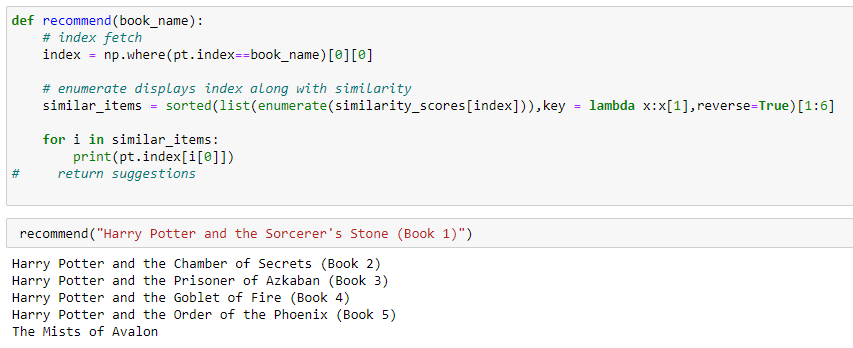 def recommend(book_name):
    # index fetch
    index = np.where(pt.index==book_name)[0][0]
    # enumerate displays index along with similarity
    similar_items = sorted(list(enumerate(similarity_scores[index])),key = lambda x:x[1],reverse=True)[1:6]
    for i in similar_items:
        print(pt.index[i[0]])
#     return suggestions
recommend("Harry Potter and the Sorcerer's Stone (Book 1)")
Harry Potter and the Chamber of Secrets (Book 2)
Harry Potter and the Prisoner of Azkaban (Book 3)
Harry Potter and the Goblet of Fire (Book 4)
Harry Potter and the Order of the Phoenix (Book 5)
The Mists of Avalon